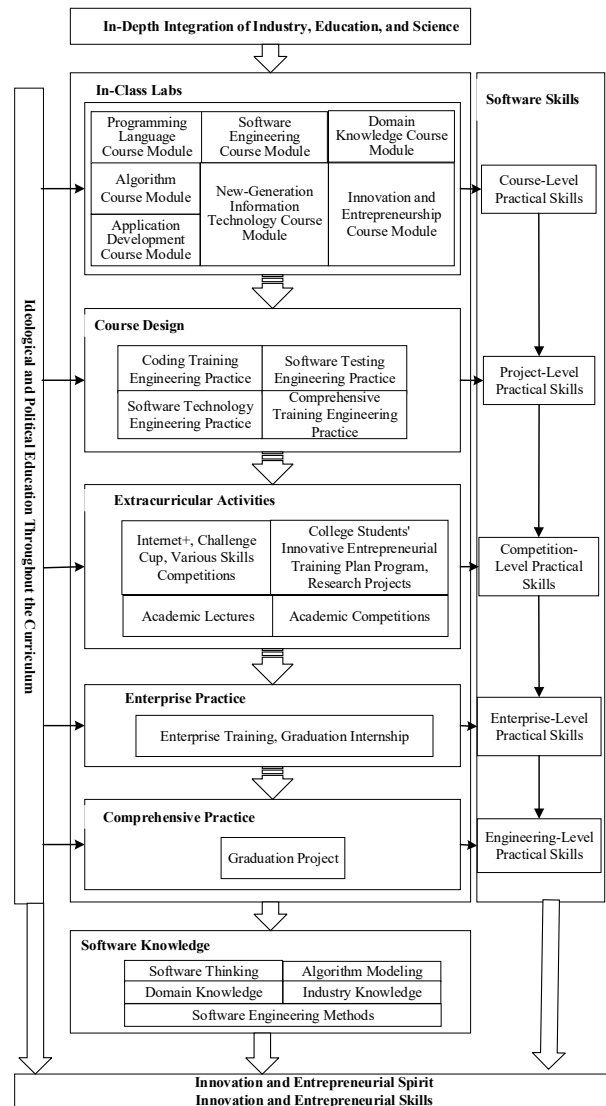 In-Depth Integration of Industry, Education, and Science
Ideological and Political Education Throughout the Curriculum
In-Class Labs
Programming
Language
Course Module
Software
Engineering
Course Module
Domain
Knowledge Course
Module
Algorithm
Course Module
New-Generation
Information
Technology Course
Module
Innovation and
Entrepreneurship
Course Module
Application
Development
Course Module
Course Design
Coding Training
Engineering Practice
Software Testing
Engineering Practice
Software Technology
Engineering Practice
Comprehensive
Training Engineering
Practice
Extracurricular Activities
Internet+, Challenge
Cup, Various Skills
Competitions
College Students'
Innovative Entrepreneurial
Training Plan Program,
Research Projects
Academic Lectures
Academic Competitions
Enterprise Practice
Enterprise Training, Graduation Internship
Comprehensive Practice
Graduation Project
Software Skills
Course-Level
Practical Skills
Project-Level
Practical Skills
Competition-
Level Practical
Skills
Enterprise-Level
Practical Skills
Engineering-Level
Practical Skills
Software Knowledge
Software Thinking
Algorithm Modeling
Domain Knowledge
Industry Knowledge
Software Engineering Methods
Innovation and Entrepreneurial Spirit
Innovation and Entrepreneurial Skills